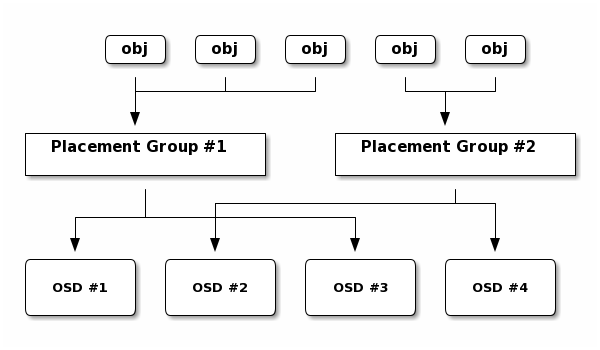 obj obj obj obj obj
Placement Group #1 Placement Group #2
OSD #1 OSD #2 OSD #3 OSD #4